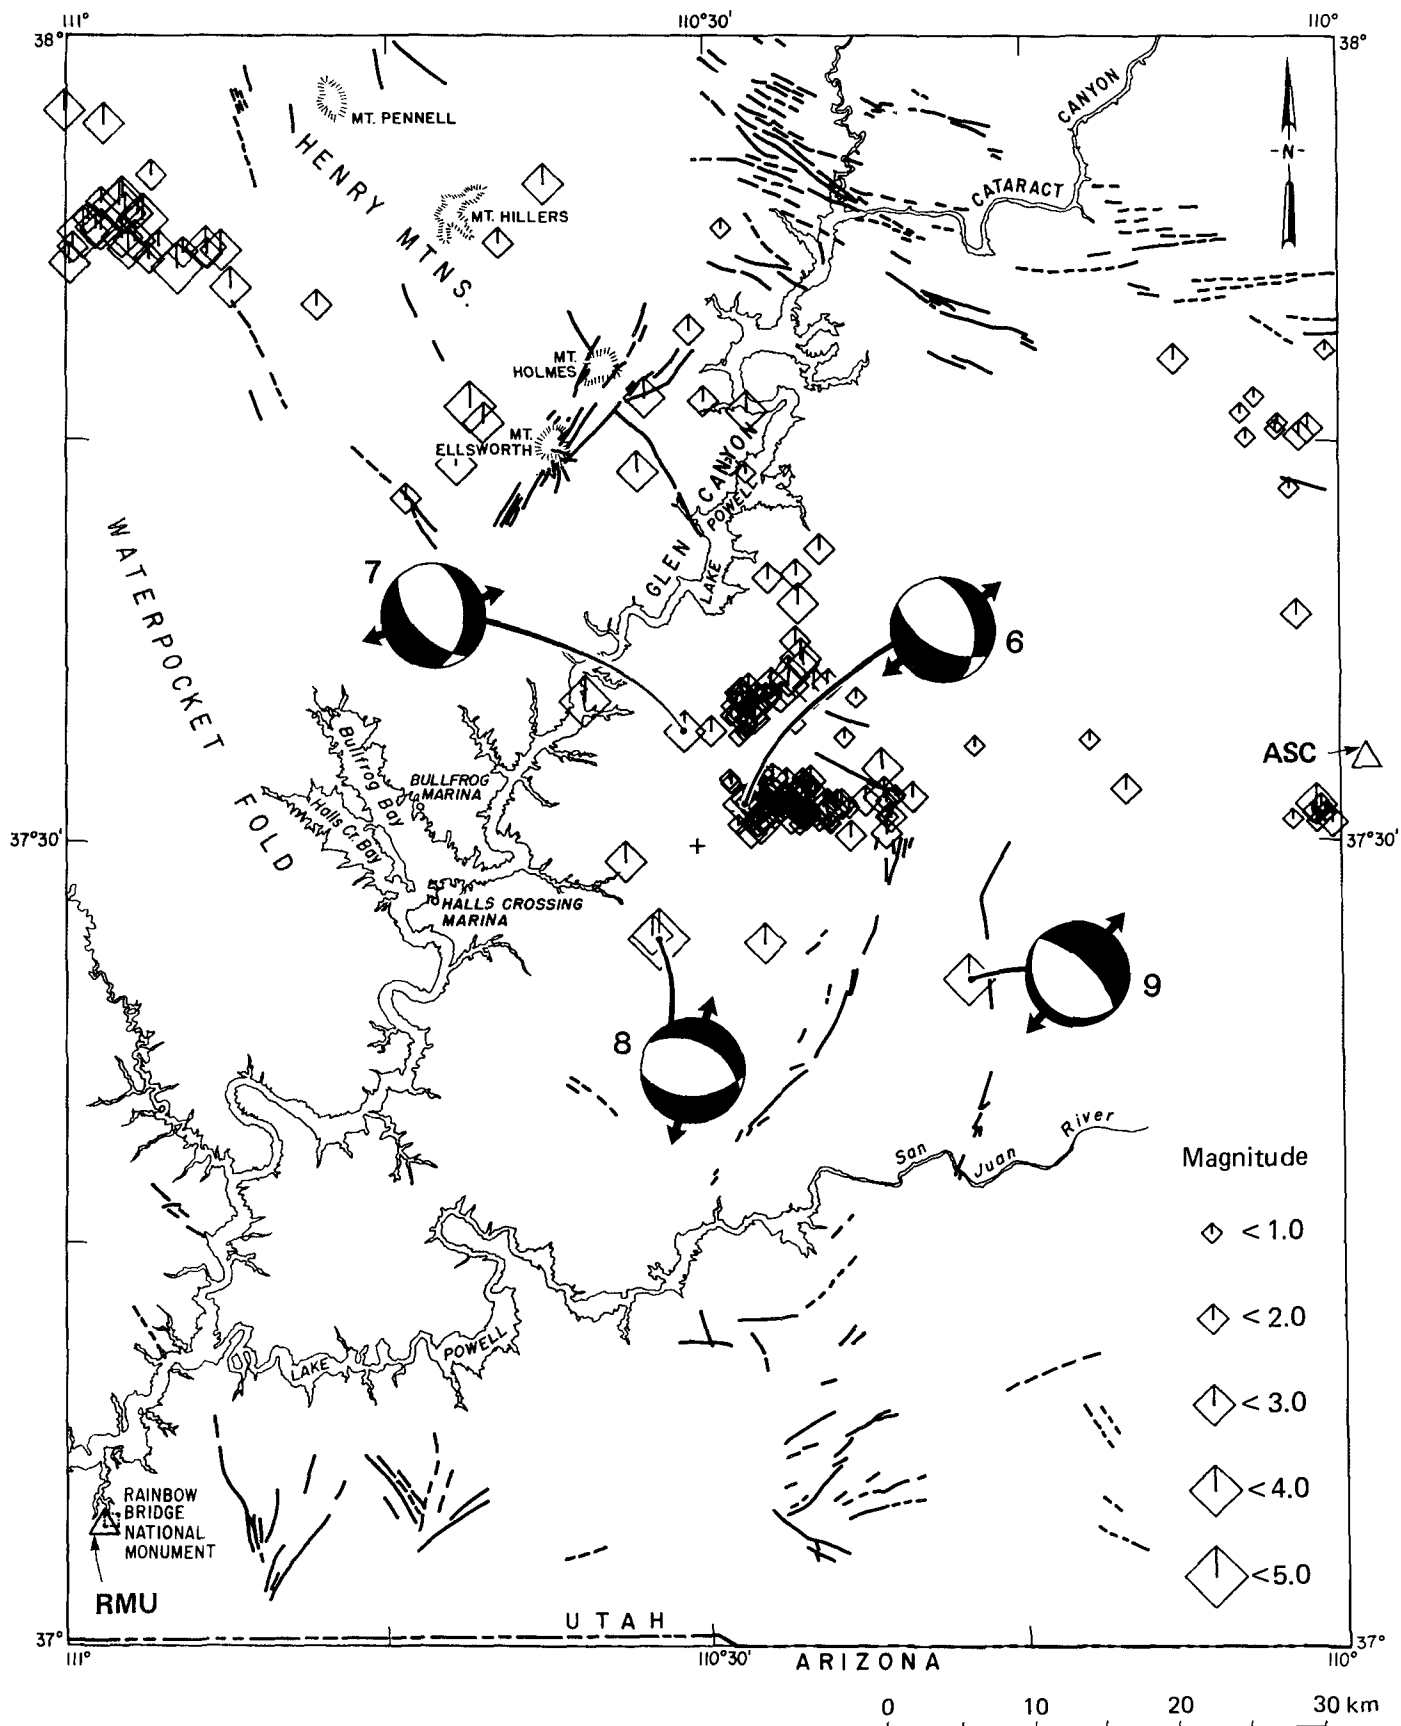 111°
110°30'
110°
38°
38°
MT. PENNELL
HENRY MTNS.
MT. HILLERS
CANYON
CATARACT
-N-
MT.
HOLMES
MT.
ELLSWORTH
GLEN CANYON
LAKE POWELL
WATERPOCKET FOLD
7
6
ASC
Bullfrog Bay
BULLFROG
MARINA
Halls Cr. Bay
37°30'
37°30'
HALLS CROSSING
MARINA
8
9
San Juan River
Magnitude
<1.0
<2.0
<3.0
<4.0
<5.0
LAKE POWELL
RAINBOW
BRIDGE
NATIONAL
MONUMENT
RMU
UTAH
37°
37°
111°
110°30'
ARIZONA
110°
0 10 20 30 km